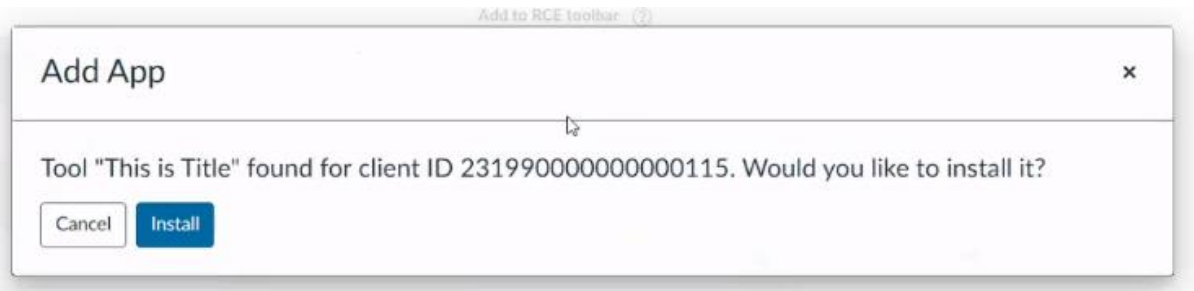 Add to RCE toolbar ?
Add App
×
Tool "This is Title" found for client ID 231990000000000115. Would you like to install it?
Cancel Install